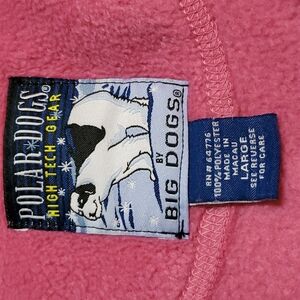 POLAR DOGS®
HIGH TECH GEAR
BY
BIG DOGS®
RN# 64776
100% POLYESTER
MADE IN
MACAU
LARGE
SEE REVERSE
FOR CARE